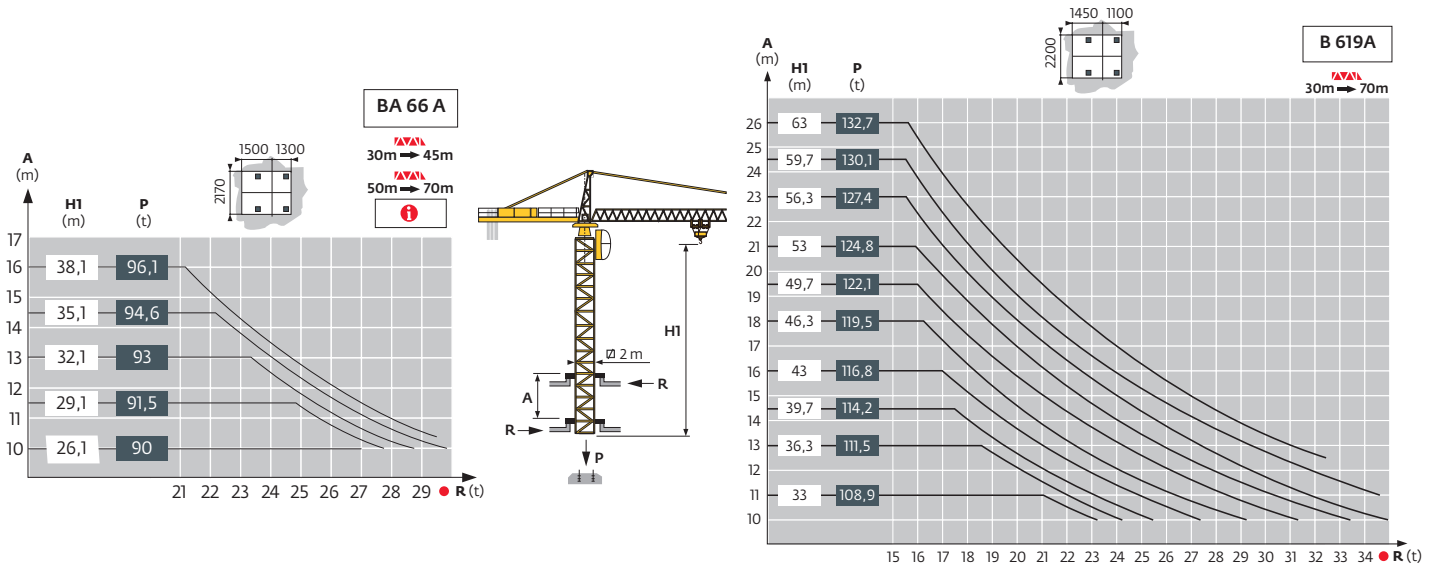 1500 1300
2170
BA 66 A
30m 45m
50m 70m
i
A
(m)
H1
(m)
P
(t)
17
16 38,1 96,1
15
35,1 94,6
14
13 32,1 93
12
29,1 91,5
11
10 26,1 90
21 22 23 24 25 26 27 28 29 R (t)
H1
2 m
R
A
R
P
1450 1100
2200
B 619A
30m 70m
A
(m)
H1
(m)
P
(t)
26 63 132,7
25
59,7 130,1
24
23 56,3 127,4
22
21 53 124,8
20
49,7 122,1
19
18 46,3 119,5
17
16 43 116,8
15
39,7 114,2
14
13 36,3 111,5
12
11 33 108,9
10
15 16 17 18 19 20 21 22 23 24 25 26 27 28 29 30 31 32 33 34 R (t)